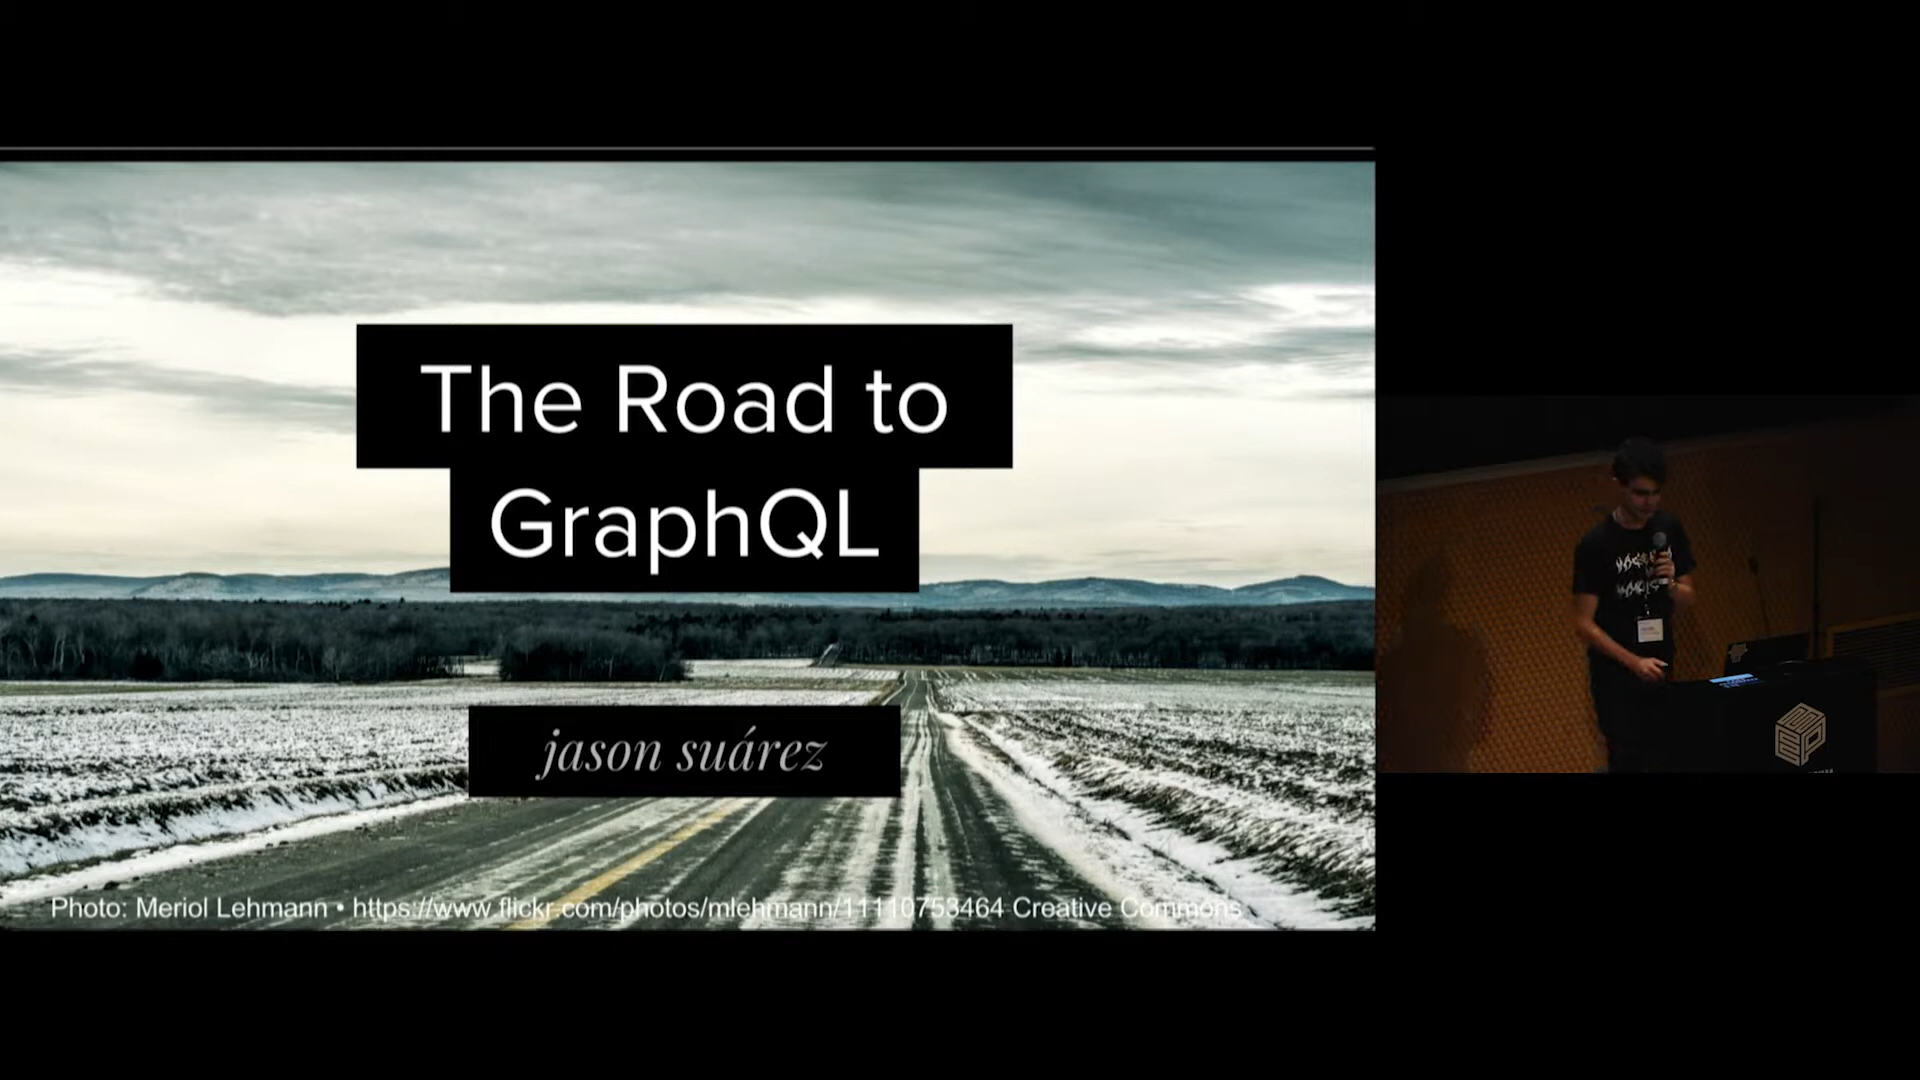 The Road to
GraphQL
jason suárez
Photo: Meriol Lehmann • https://www.flickr.com/photos/mlehmann/11110753464 Creative Commons